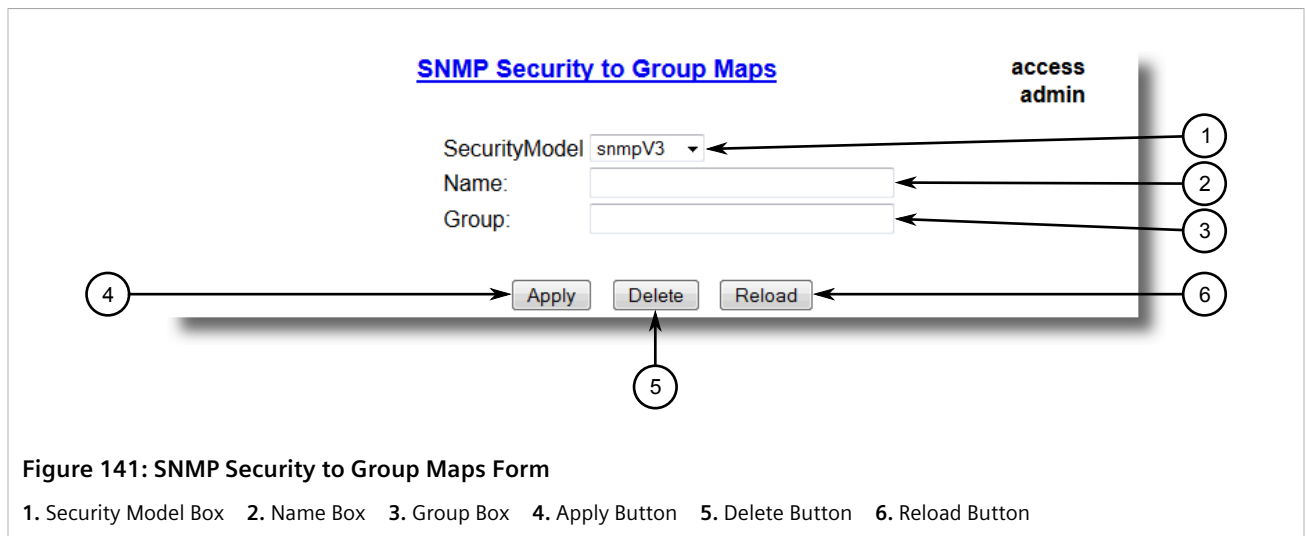 SNMP Security to Group Maps
access
admin
SecurityModel snmpV3
1
Name:
2
Group:
3
4
Apply Delete Reload
6
5
Figure 141: SNMP Security to Group Maps Form
1. Security Model Box 2. Name Box 3. Group Box 4. Apply Button 5. Delete Button 6. Reload Button